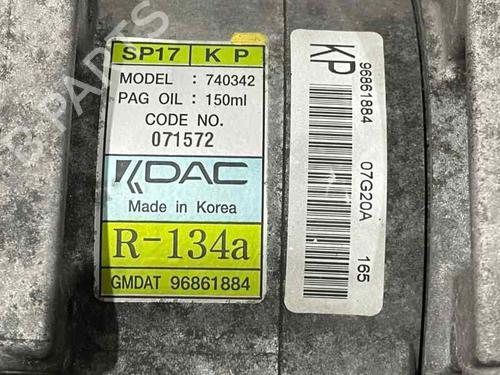 SP17 K P
MODEL : 740342
PAG OIL : 150ml
CODE NO.
071572
KDAC
Made in Korea
R-134a
GMDAT 96861884
KP
96861884 07G20A 165